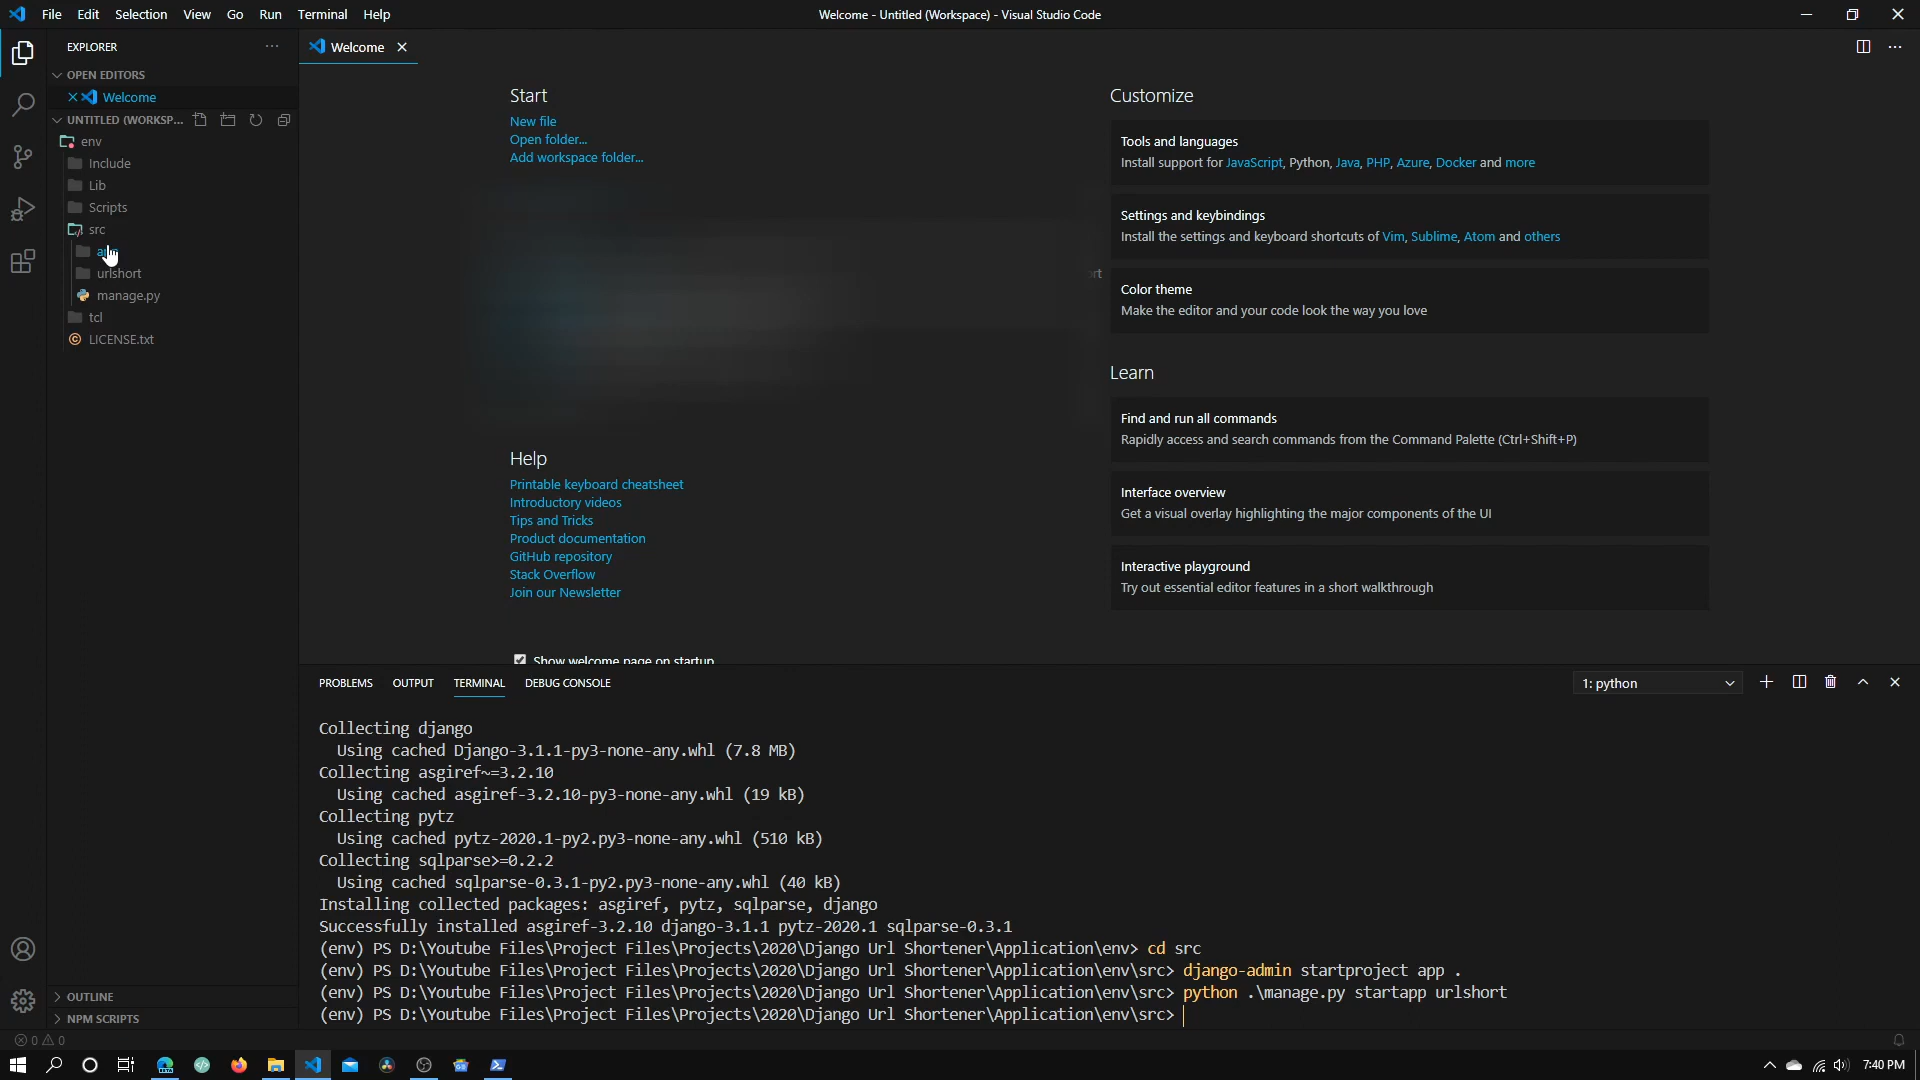 File Edit Selection View Go Run Terminal Help
Welcome - Untitled (Workspace) - Visual Studio Code
EXPLORER
OPEN EDITORS
Welcome
UNTITLED (WORKSP...
env
Include
Lib
Scripts
src
urlshort
manage.py
tcl
LICENSE.txt
OUTLINE
NPM SCRIPTS
Welcome
Start
New file
Open folder...
Add workspace folder...
Help
Printable keyboard cheatsheet
Introductory videos
Tips and Tricks
Product documentation
GitHub repository
Stack Overflow
Join our Newsletter
Show welcome page on startup
Customize
Tools and languages
Install support for JavaScript, Python, Java, PHP, Azure, Docker and more
Settings and keybindings
Install the settings and keyboard shortcuts of Vim, Sublime, Atom and others
Color theme
Make the editor and your code look the way you love
Learn
Find and run all commands
Rapidly access and search commands from the Command Palette (Ctrl+Shift+P)
Interface overview
Get a visual overlay highlighting the major components of the UI
Interactive playground
Try out essential editor features in a short walkthrough
PROBLEMS OUTPUT TERMINAL DEBUG CONSOLE
1: python
Collecting django
Using cached Django-3.1.1-py3-none-any.whl (7.8 MB)
Collecting asgiref~=3.2.10
Using cached asgiref-3.2.10-py3-none-any.whl (19 kB)
Collecting pytz
Using cached pytz-2020.1-py2.py3-none-any.whl (510 kB)
Collecting sqlparse>=0.2.2
Using cached sqlparse-0.3.1-py2.py3-none-any.whl (40 kB)
Installing collected packages: asgiref, pytz, sqlparse, django
Successfully installed asgiref-3.2.10 django-3.1.1 pytz-2020.1 sqlparse-0.3.1
(env) PS D:\Youtube Files\Project Files\Projects\2020\Django Url Shortener\Application\env> cd src
(env) PS D:\Youtube Files\Project Files\Projects\2020\Django Url Shortener\Application\env\src> django-admin startproject app .
(env) PS D:\Youtube Files\Project Files\Projects\2020\Django Url Shortener\Application\env\src> python .\manage.py startapp urlshort
(env) PS D:\Youtube Files\Project Files\Projects\2020\Django Url Shortener\Application\env\src>
0 0
7:40 PM